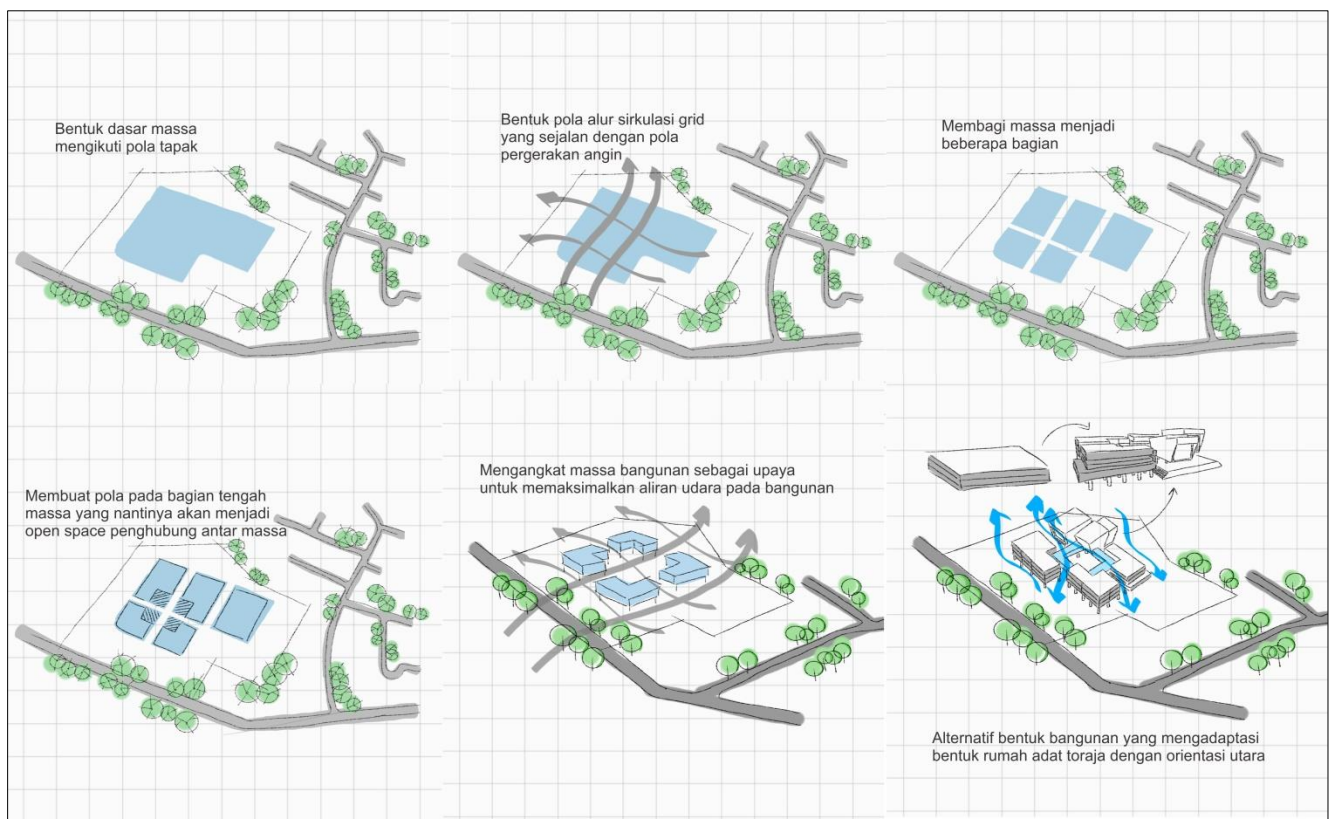 Bentuk dasar massa
mengikuti pola tapak
Bentuk pola alur sirkulasi grid
yang sejalan dengan pola
pergerakan angin
Membagi massa menjadi
beberapa bagian
Membuat pola pada bagian tengah
massa yang nantinya akan menjadi
open space penghubung antar massa
Mengangkat massa bangunan sebagai upaya
untuk memaksimalkan aliran udara pada bangunan
Alternatif bentuk bangunan yang mengadaptasi
bentuk rumah adat toraja dengan orientasi utara